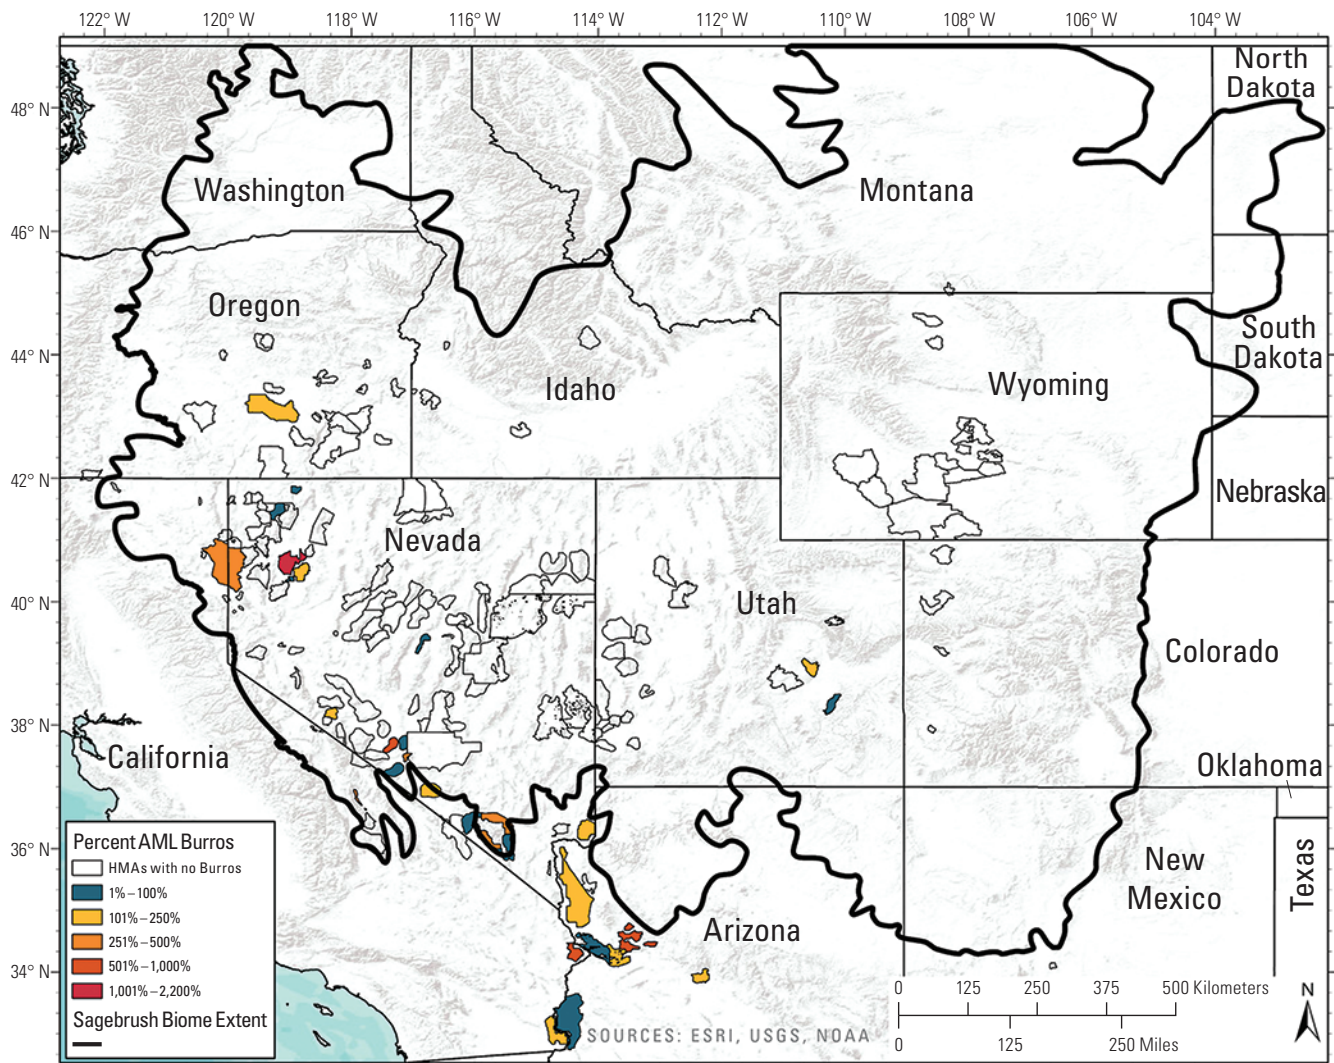 122° W 120° W 118° W 116° W 114° W 112° W 110° W 108° W 106° W 104° W
48° N
46° N
44° N
42° N
40° N
38° N
36° N
34° N
North
Dakota
Washington
Montana
Oregon
South
Dakota
Idaho
Wyoming
Nebraska
Nevada
Utah
Colorado
California
Oklahoma
New
Mexico
Texas
Arizona
Percent AML Burros
HMAs with no Burros
1%–100%
101%–250%
251%–500%
501%–1,000%
1,001%–2,200%
Sagebrush Biome Extent
0 125 250 375 500 Kilometers
0 125 250 Miles
N
SOURCES: ESRI, USGS, NOAA